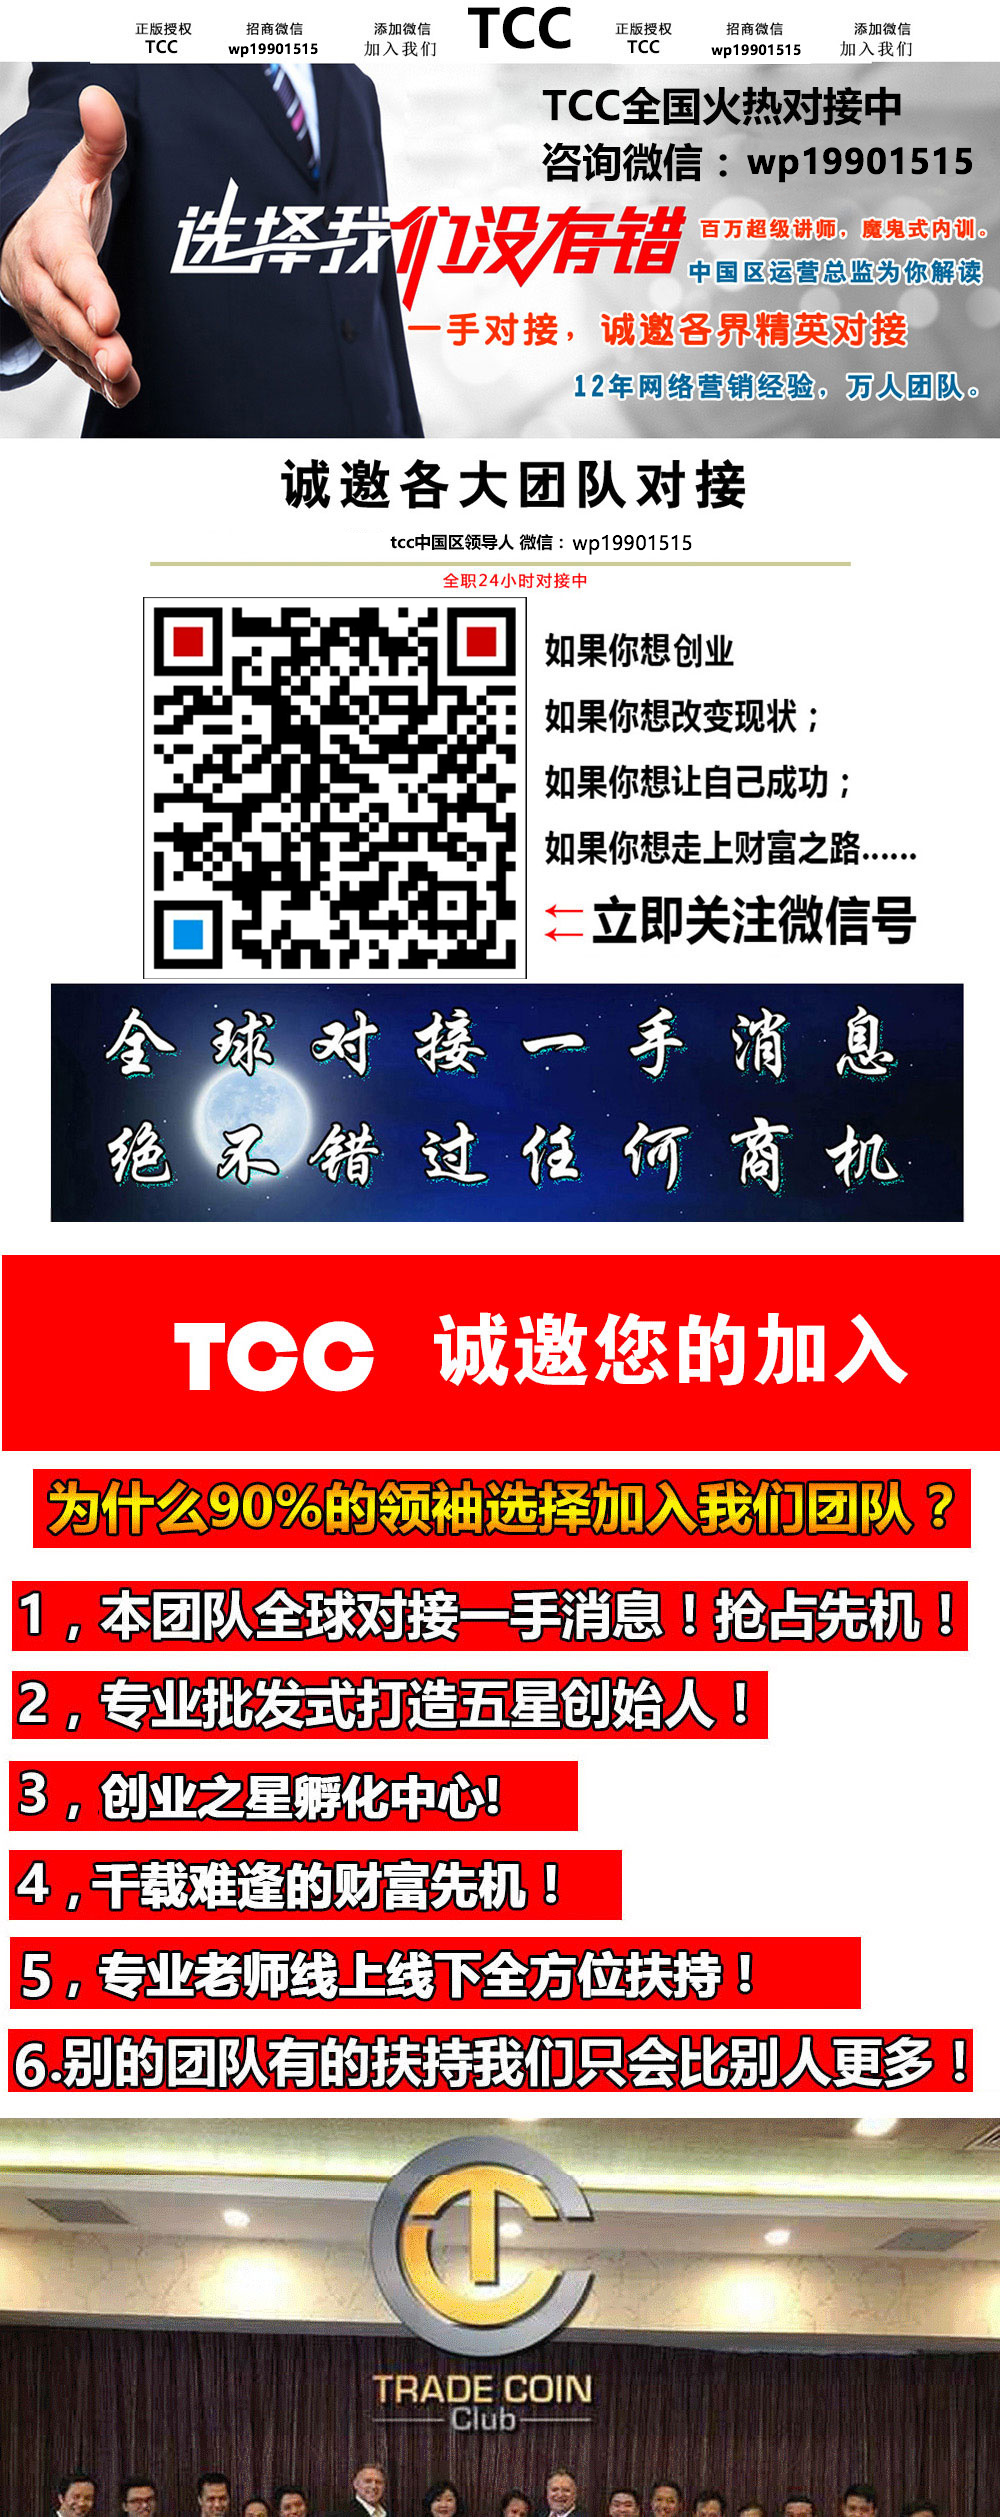 正版授权 招商微信 添加微信 TCC 正版授权 招商微信 添加微信
TCC wp19901515 加入我们 TCC wp19901515 加入我们
TCC全国火热对接中
咨询微信：wp19901515
选择我们没有错
百万超级讲师，魔鬼式内训。
中国区运营总监为你解读
一手对接，诚邀各界精英对接
12年网络营销经验，万人团队。
诚邀各大团队对接
tcc中国区领导人 微信：wp19901515
全职24小时对接中
如果你想创业
如果你想改变现状；
如果你想让自己成功；
如果你想走上财富之路......
立即关注微信号
全球对接一手消息
绝不错过任何商机
TCC 诚邀您的加入
为什么90%的领袖选择加入我们团队？
1，本团队全球对接一手消息！抢占先机！
2，专业批发式打造五星创始人！
3，创业之星孵化中心!
4，千载难逢的财富先机！
5，专业老师线上线下全方位扶持！
6.别的团队有的扶持我们只会比别人更多！
TRADE COIN
Club